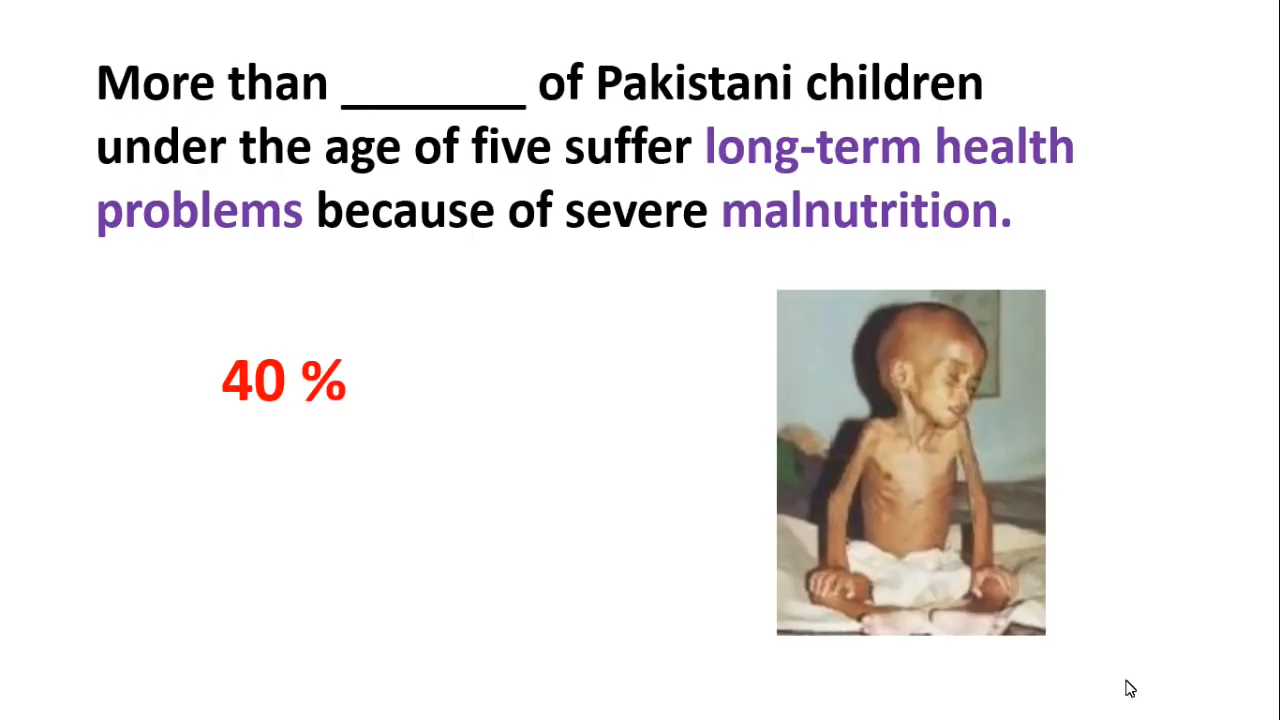 More than ________ of Pakistani children
under the age of five suffer long-term health
problems because of severe malnutrition.
40 %